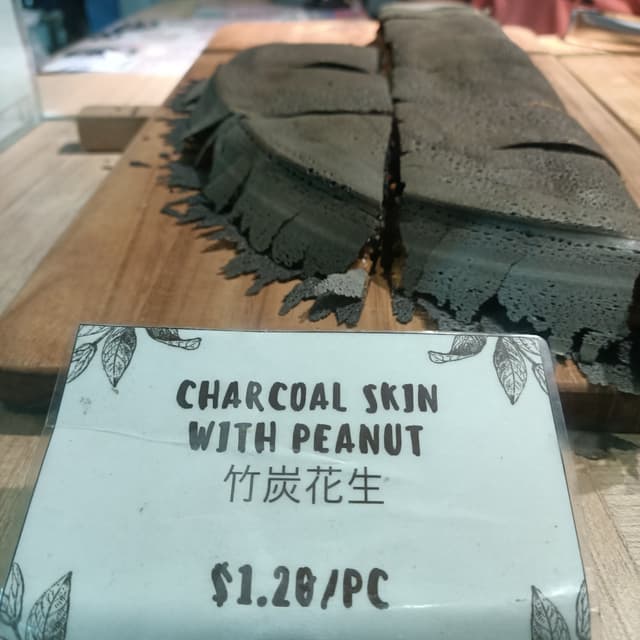 CHARCOAL SKIN
WITH PEANUT
竹炭花生
$1.20/PC